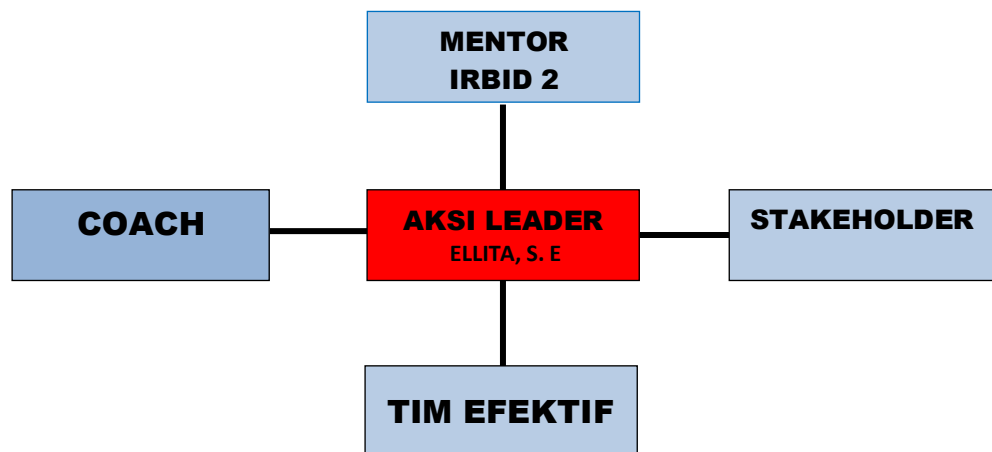 MENTOR
IRBID 2
COACH
AKSI LEADER
ELLITA, S. E
STAKEHOLDER
TIM EFEKTIF